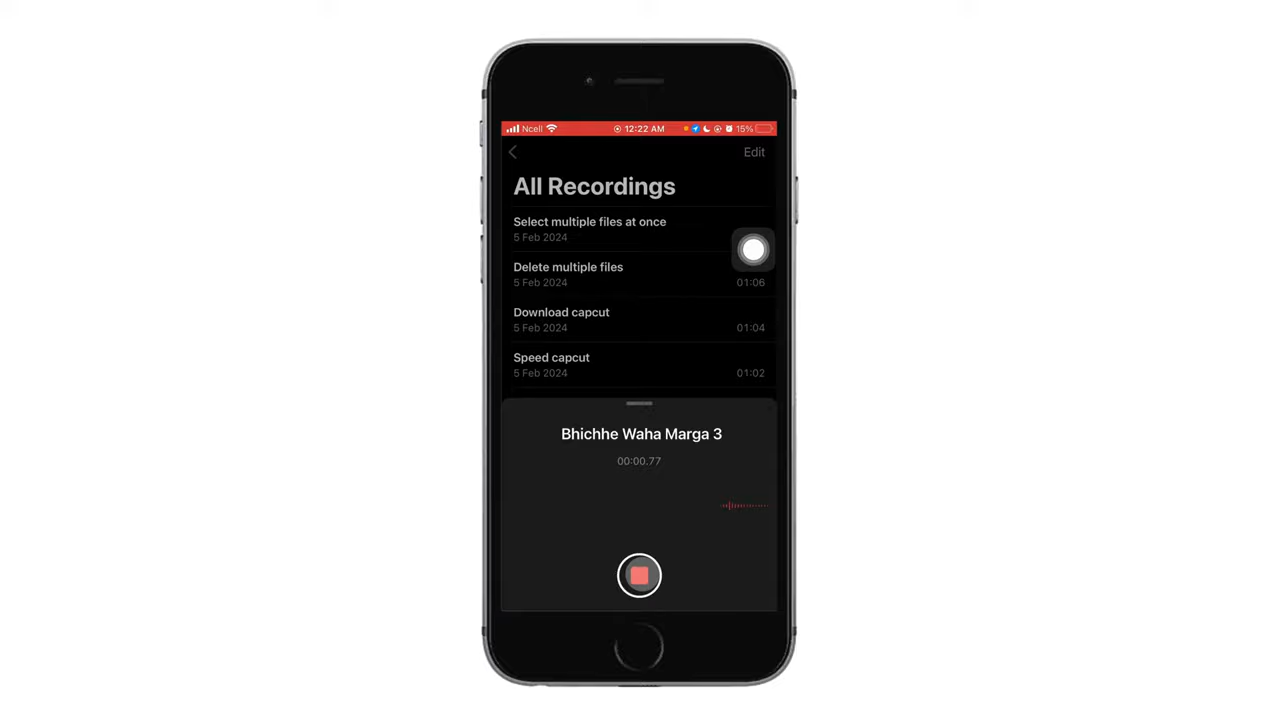 Ncell 12:22 AM 15%
Edit
All Recordings
Select multiple files at once
5 Feb 2024
Delete multiple files
5 Feb 2024 01:06
Download capcut
5 Feb 2024 01:04
Speed capcut
5 Feb 2024 01:02
Bhichhe Waha Marga 3
00:00.77